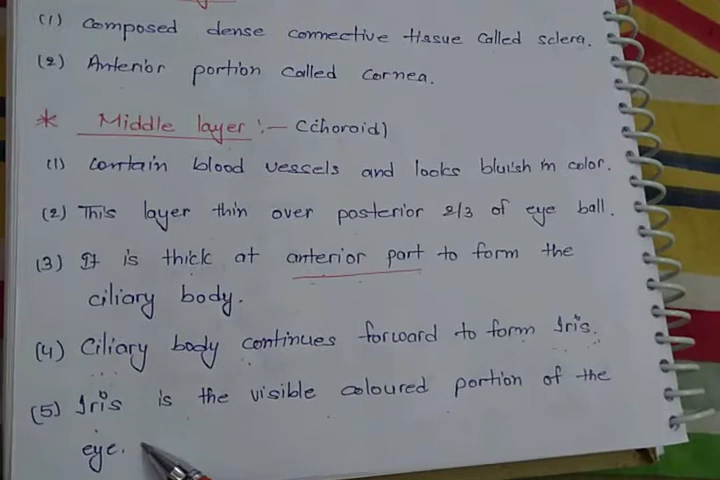 (1) Composed dense connective tissue called sclera.
(2) Anterior portion called Cornea.
* Middle layer :- (Choroid)
(1) contain blood vessels and looks bluish in color.
(2) This layer thin over posterior 2/3 of eye ball.
(3) It is thick at anterior part to form the
ciliary body.
(4) Ciliary body continues forward to form Iris.
(5) Iris is the visible coloured portion of the
eye.